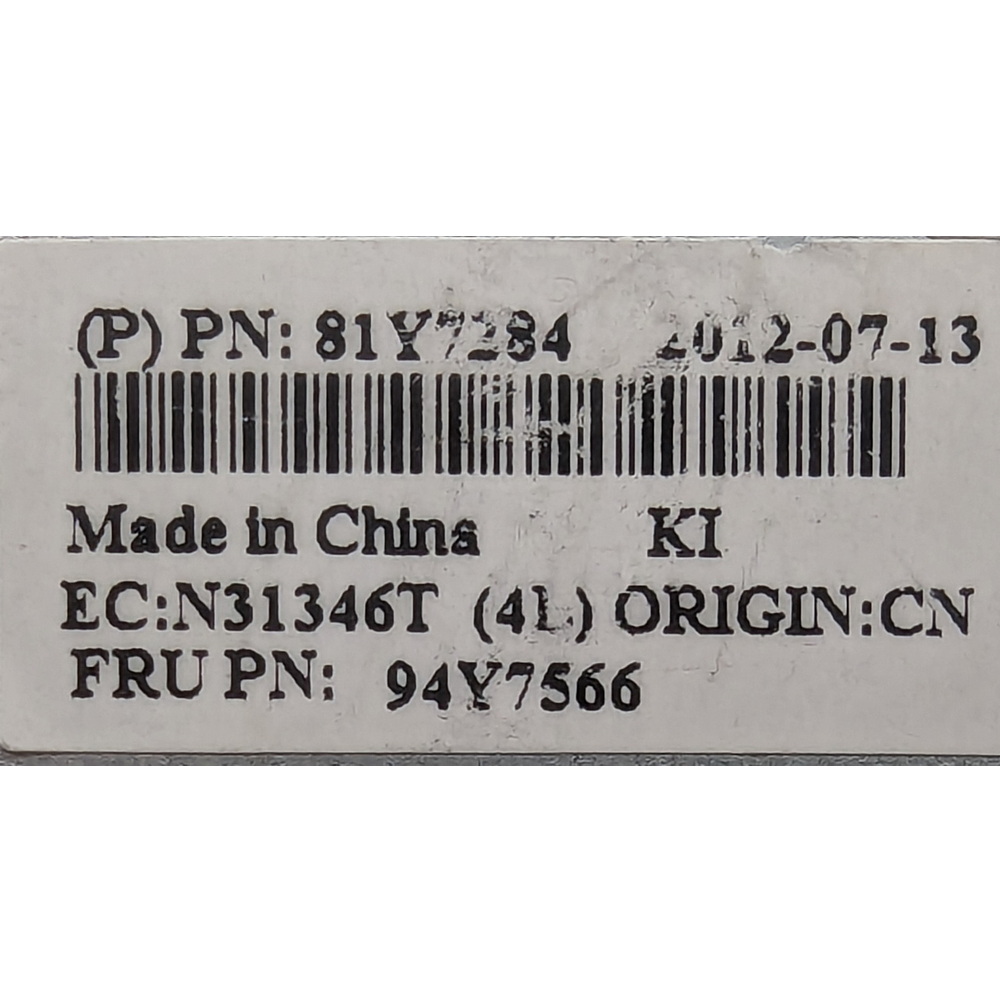 (P) PN: 81Y7284 2012-07-13
Made in China KI
EC:N31346T (4L) ORIGIN:CN
FRU PN: 94Y7566